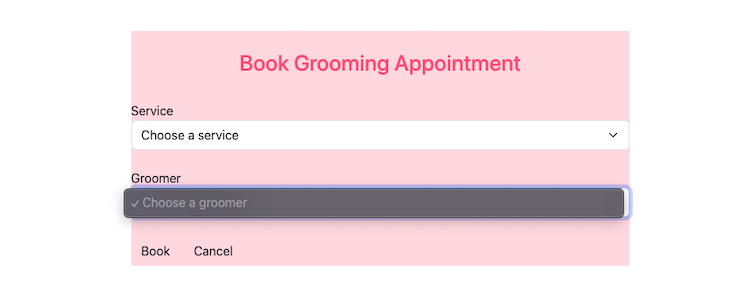 Book Grooming Appointment
Service
Choose a service
Groomer
✓ Choose a groomer
Book Cancel